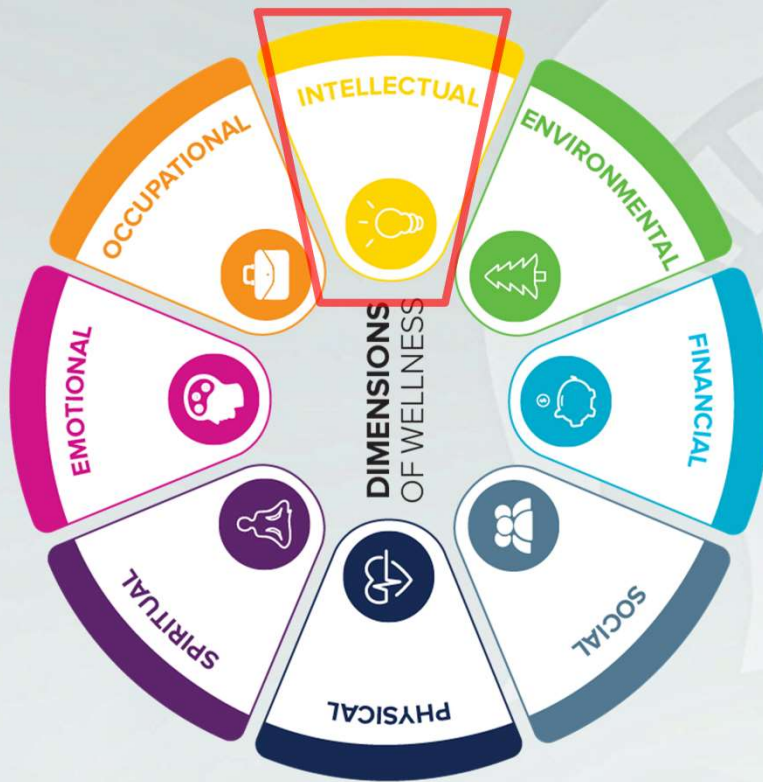 INTELLECTUAL
ENVIRONMENTAL
FINANCIAL
SOCIAL
PHYSICAL
SPIRITUAL
EMOTIONAL
OCCUPATIONAL
DIMENSIONS
OF WELLNESS
$